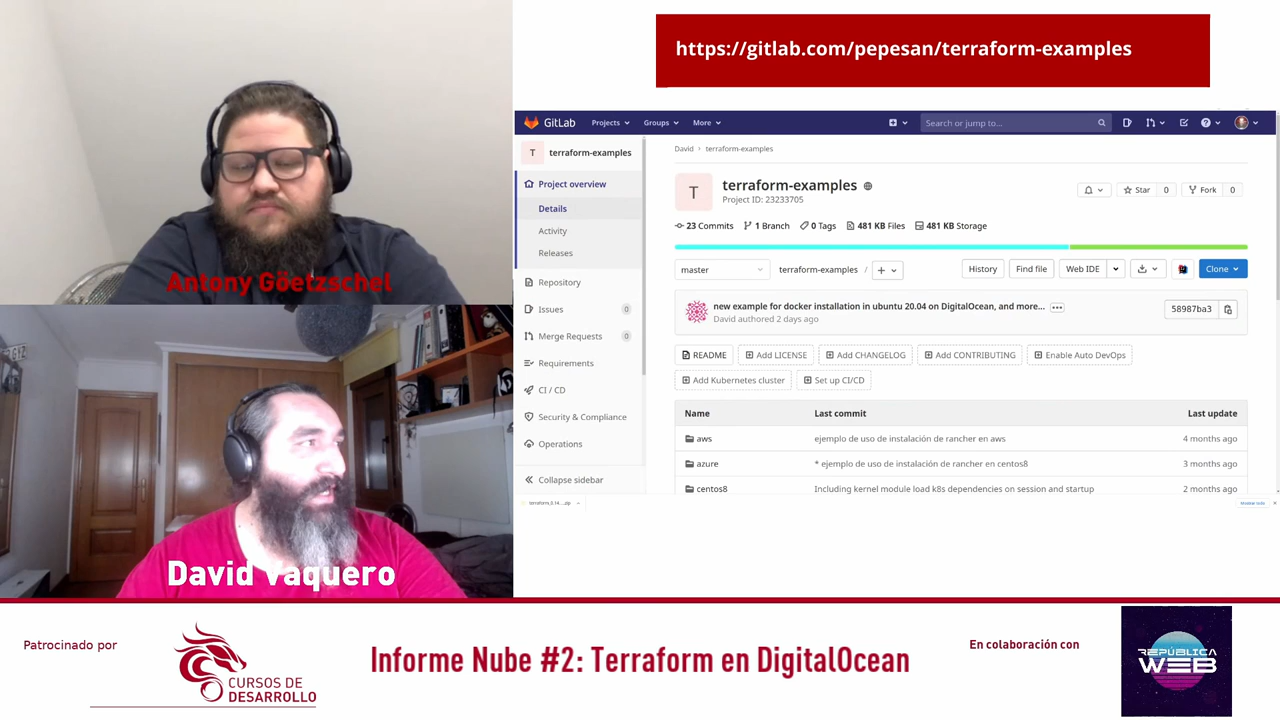 https://gitlab.com/pepesan/terraform-examples
GitLab Projects Groups More Search or jump to...
T terraform-examples
Project overview
Details
Activity
Releases
Repository
Issues 0
Merge Requests 0
Requirements
CI / CD
Security & Compliance
Operations
Collapse sidebar
David › terraform-examples
T terraform-examples
Project ID: 23233705
Star 0 Fork 0
23 Commits 1 Branch 0 Tags 481 KB Files 481 KB Storage
master terraform-examples / + History Find file Web IDE Clone
new example for docker installation in ubuntu 20.04 on DigitalOcean, and more...
David authored 2 days ago
58987ba3
README Add LICENSE Add CHANGELOG Add CONTRIBUTING Enable Auto DevOps
Add Kubernetes cluster Set up CI/CD
Name Last commit Last update
aws ejemplo de uso de instalación de rancher en aws 4 months ago
azure * ejemplo de uso de instalación de rancher en centos8 3 months ago
centos8 Including kernel module load k8s dependencies on session and startup 2 months ago
Antony Göetzschel
David Vaquero
Patrocinado por
CURSOS DE
DESARROLLO
Informe Nube #2: Terraform en DigitalOcean
En colaboración con
REPÚBLICA
WEB